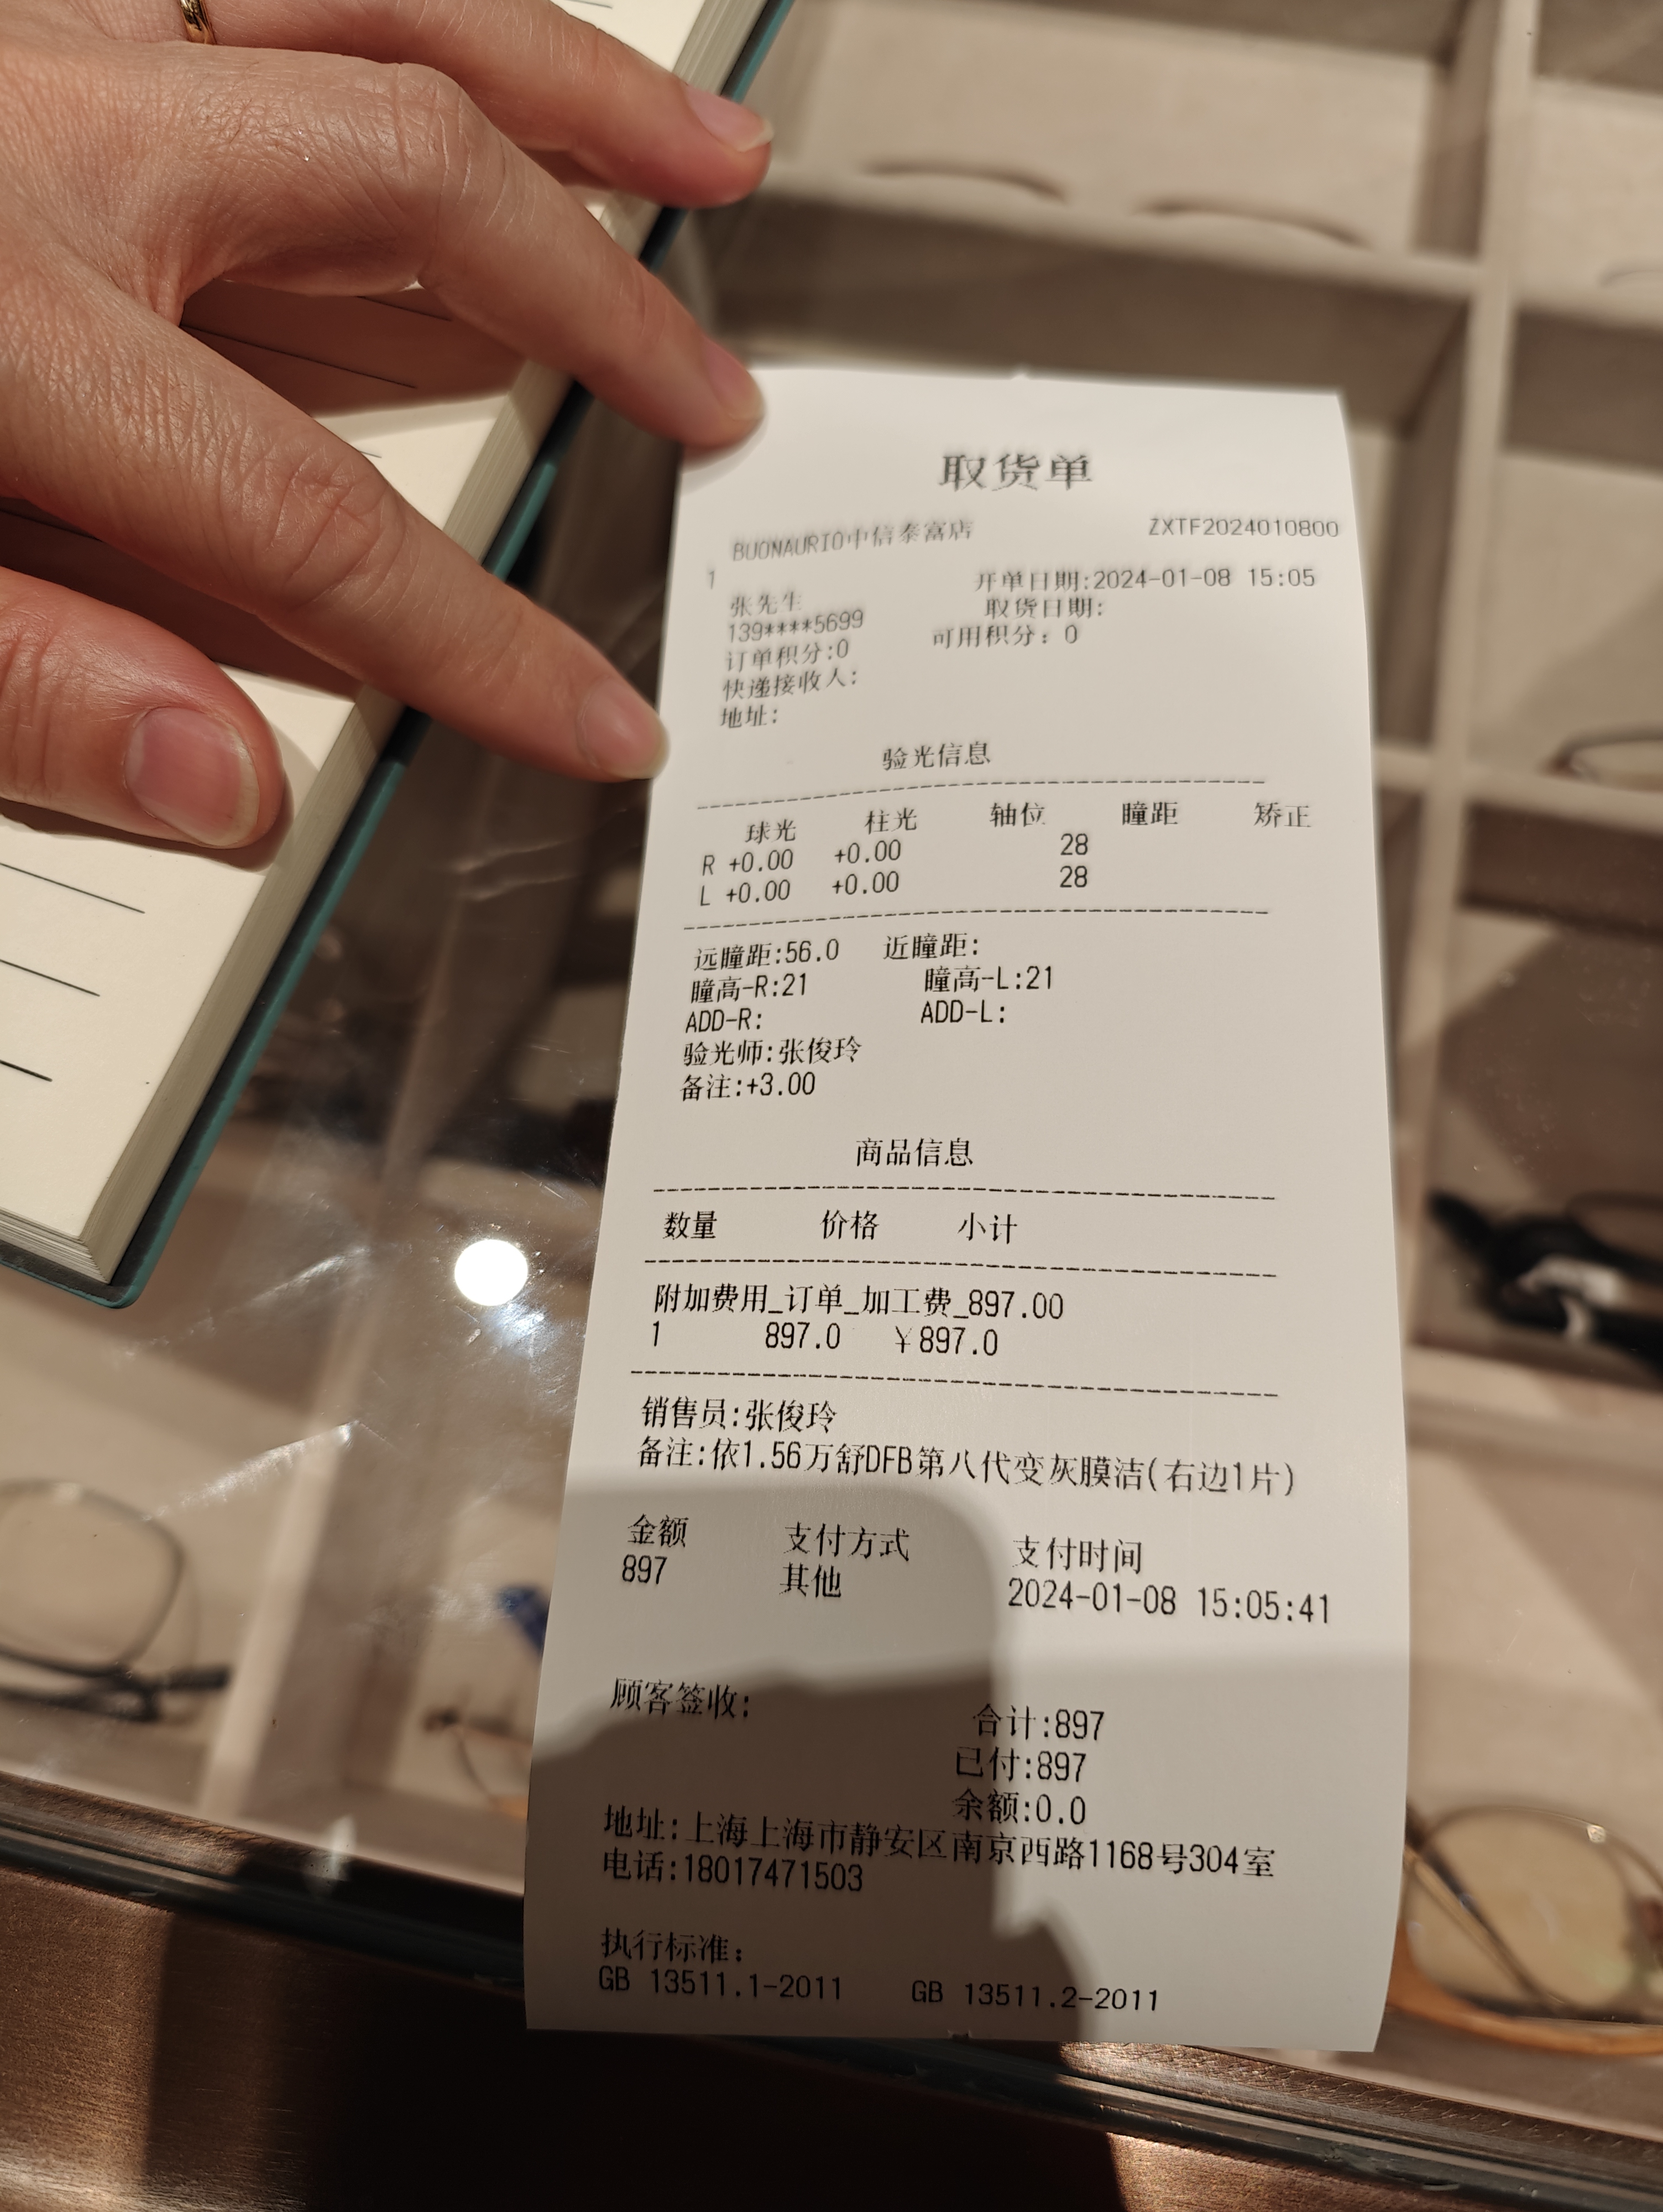 取货单
BUONAURIO中信泰富店 ZXTF2024010800
1
张先生 开单日期:2024-01-08 15:05
139****5699 取货日期:
订单积分:0 可用积分: 0
快递接收人:
地址:
验光信息
球光 柱光 轴位 瞳距 矫正
R +0.00 +0.00 28
L +0.00 +0.00 28
远瞳距:56.0 近瞳距:
瞳高-R:21 瞳高-L:21
ADD-R: ADD-L:
验光师:张俊玲
备注:+3.00
商品信息
数量 价格 小计
附加费用_订单_加工费_897.00
1 897.0 ￥897.0
销售员:张俊玲
备注:依1.56万舒DFB第八代变灰膜洁(右边1片)
金额 支付方式 支付时间
897 其他 2024-01-08 15:05:41
顾客签收:
合计:897
已付:897
余额:0.0
地址:上海上海市静安区南京西路1168号304室
电话:18017471503
执行标准:
GB 13511.1-2011 GB 13511.2-2011